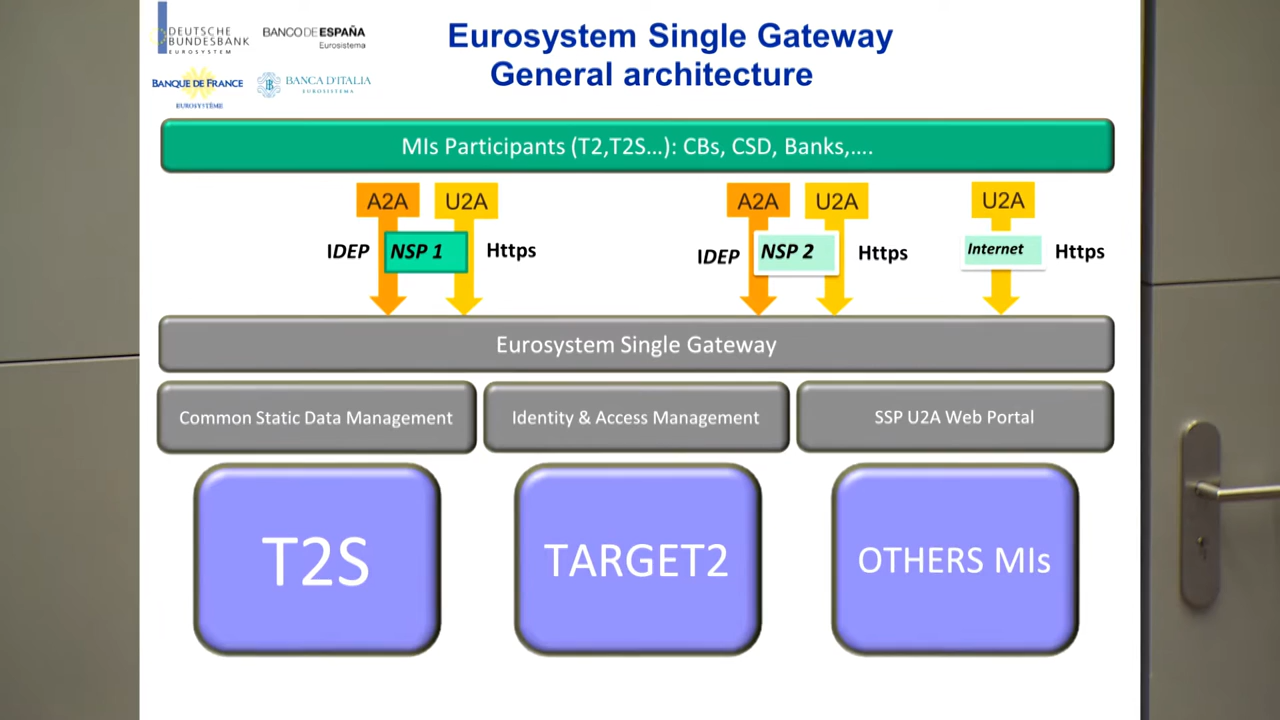 DEUTSCHE
BUNDESBANK
EUROSYSTEM
BANCO DE ESPAÑA
Eurosistema
BANQUE DE FRANCE
EUROSYSTÈME
BANCA D'ITALIA
EUROSISTEMA
Eurosystem Single Gateway
General architecture
MIs Participants (T2,T2S...): CBs, CSD, Banks,....
A2A
U2A
A2A
U2A
U2A
IDEP
NSP 1
Https
IDEP
NSP 2
Https
Internet
Https
Eurosystem Single Gateway
Common Static Data Management
Identity & Access Management
SSP U2A Web Portal
T2S
TARGET2
OTHERS MIs